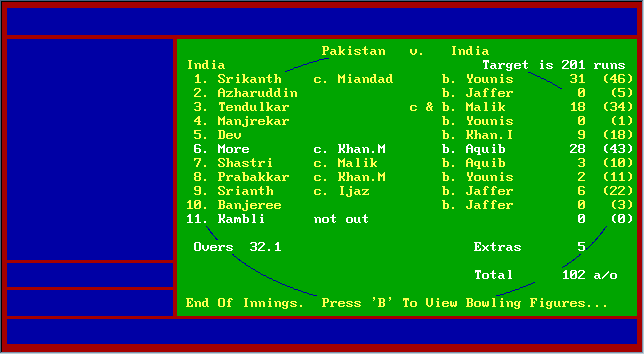 Pakistan v. India
India Target is 201 runs
1. Srikanth c. Miandad b. Younis 31 (46)
2. Azharuddin b. Jaffer 0 (5)
3. Tendulkar c & b. Malik 18 (34)
4. Manjrekar b. Younis 0 (1)
5. Dev b. Khan.I 9 (18)
6. More c. Khan.M b. Aquib 28 (43)
7. Shastri c. Malik b. Aquib 3 (10)
8. Prabakkar c. Khan.M b. Younis 2 (11)
9. Srianth c. Ijaz b. Jaffer 6 (22)
10. Banjeree b. Jaffer 0 (3)
11. Kambli not out 0 (0)
Overs 32.1 Extras 5
Total 102 a/o
End Of Innings. Press 'B' To View Bowling Figures...